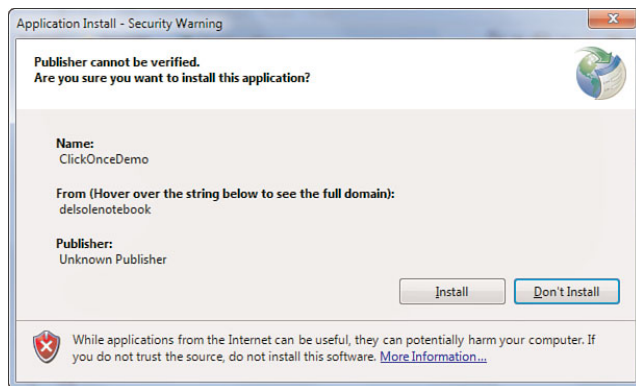 Application Install - Security Warning
Publisher cannot be verified.
Are you sure you want to install this application?
Name:
ClickOnceDemo
From (Hover over the string below to see the full domain):
delsolenotebook
Publisher:
Unknown Publisher
Install
Don't Install
While applications from the Internet can be useful, they can potentially harm your computer. If
you do not trust the source, do not install this software. More Information...